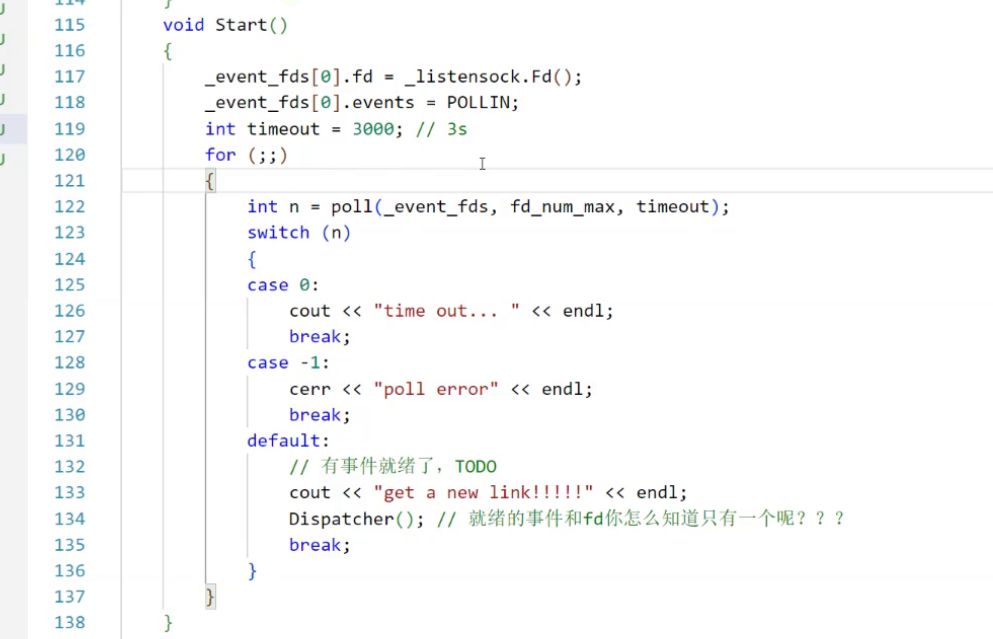 115 void Start()
116 {
117 _event_fds[0].fd = _listensock.Fd();
118 _event_fds[0].events = POLLIN;
119 int timeout = 3000; // 3s
120 for (;;)
121 {
122 int n = poll(_event_fds, fd_num_max, timeout);
123 switch (n)
124 {
125 case 0:
126 cout << "time out... " << endl;
127 break;
128 case -1:
129 cerr << "poll error" << endl;
130 break;
131 default:
132 // 有事件就绪了，TODO
133 cout << "get a new link!!!!!" << endl;
134 Dispatcher(); // 就绪的事件和fd你怎么知道只有一个呢？？？
135 break;
136 }
137 }
138 }